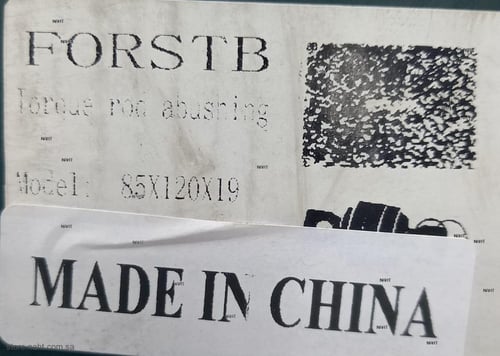 FORSTB
Torque rod abushing
Model: 85X120X19
MADE IN CHINA